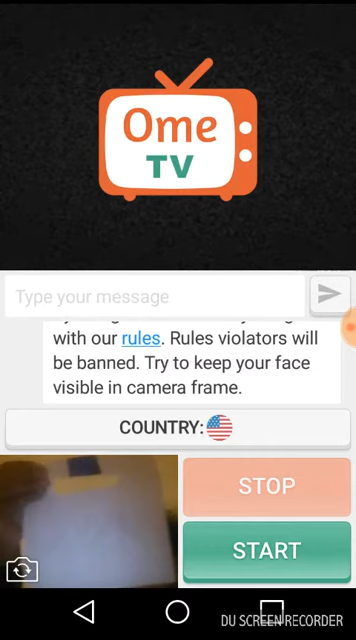 Ome
TV
Type your message
with our rules. Rules violators will
be banned. Try to keep your face
visible in camera frame.
COUNTRY:
STOP
START
DU SCREEN RECORDER